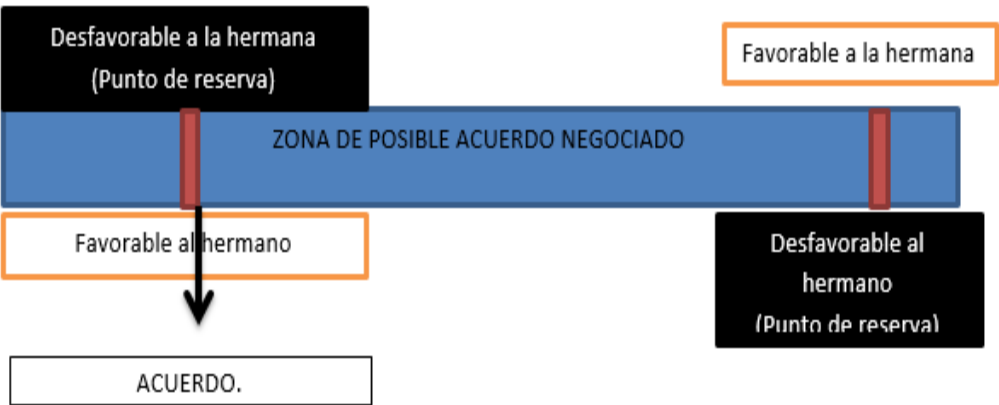 Desfavorable a la hermana
(Punto de reserva)
Favorable a la hermana
ZONA DE POSIBLE ACUERDO NEGOCIADO
Favorable al hermano
Desfavorable al
hermano
(Punto de reserva)
ACUERDO.